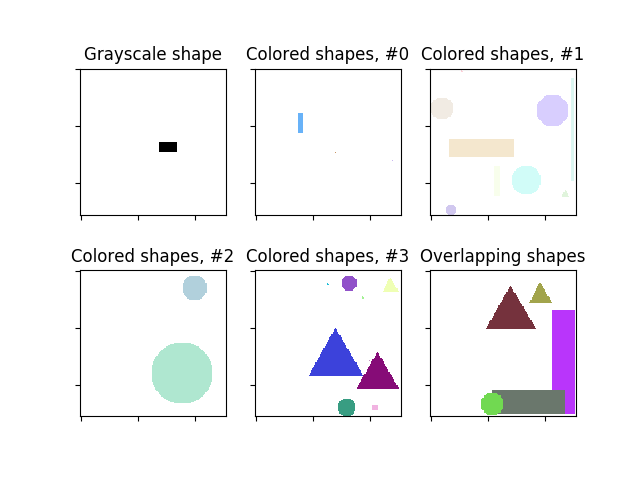 Grayscale shape
Colored shapes, #0
Colored shapes, #1
Colored shapes, #2
Colored shapes, #3
Overlapping shapes